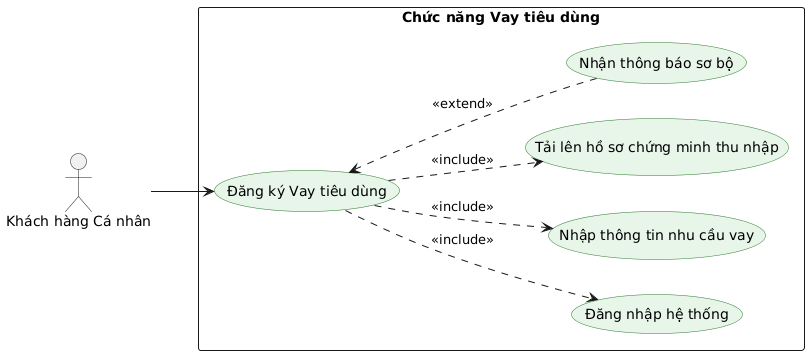 Chức năng Vay tiêu dùng
Nhận thông báo sơ bộ
«extend»
Tải lên hồ sơ chứng minh thu nhập
«include»
Đăng ký Vay tiêu dùng
«include»
Khách hàng Cá nhân
Nhập thông tin nhu cầu vay
«include»
Đăng nhập hệ thống